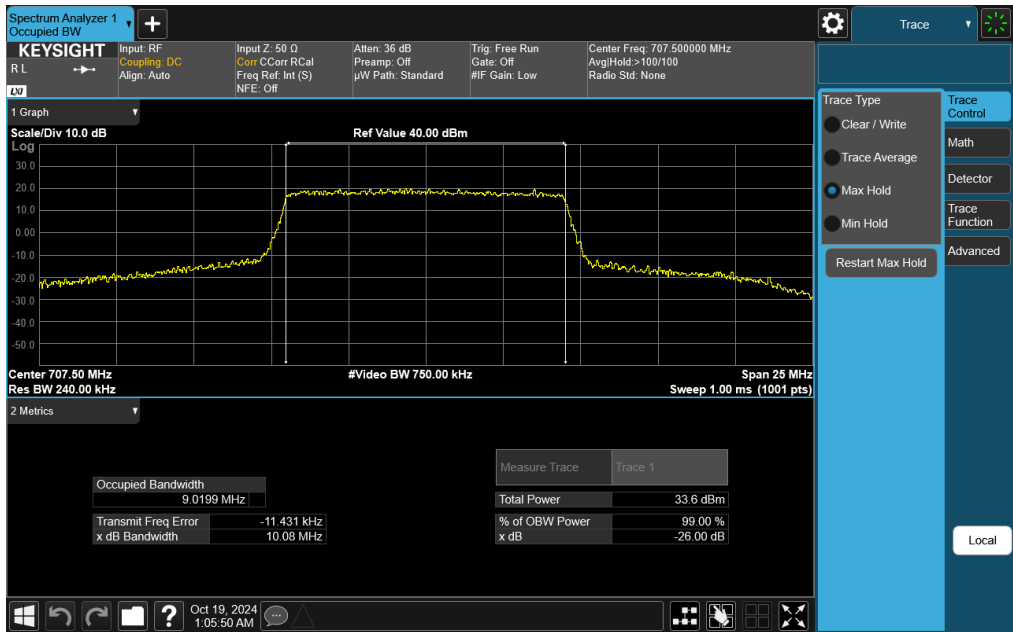 Spectrum Analyzer 1
Occupied BW
+
Trace
KEYSIGHT
R L
LXI
Input: RF
Coupling: DC
Align: Auto
Input Z: 50 Ω
Corr CCorr RCal
Freq Ref: Int (S)
NFE: Off
Atten: 36 dB
Preamp: Off
µW Path: Standard
Trig: Free Run
Gate: Off
#IF Gain: Low
Center Freq: 707.500000 MHz
Avg|Hold:>100/100
Radio Std: None
1 Graph
Scale/Div 10.0 dB
Ref Value 40.00 dBm
Log
30.0
20.0
10.0
0.00
-10.0
-20.0
-30.0
-40.0
-50.0
Center 707.50 MHz
#Video BW 750.00 kHz
Span 25 MHz
Res BW 240.00 kHz
Sweep 1.00 ms (1001 pts)
2 Metrics
Occupied Bandwidth
9.0199 MHz
Transmit Freq Error -11.431 kHz
x dB Bandwidth 10.08 MHz
Measure Trace Trace 1
Total Power 33.6 dBm
% of OBW Power 99.00 %
x dB -26.00 dB
Trace Type
Clear / Write
Trace Average
Max Hold
Min Hold
Restart Max Hold
Trace
Control
Math
Detector
Trace
Function
Advanced
Local
?
Oct 19, 2024
1:05:50 AM